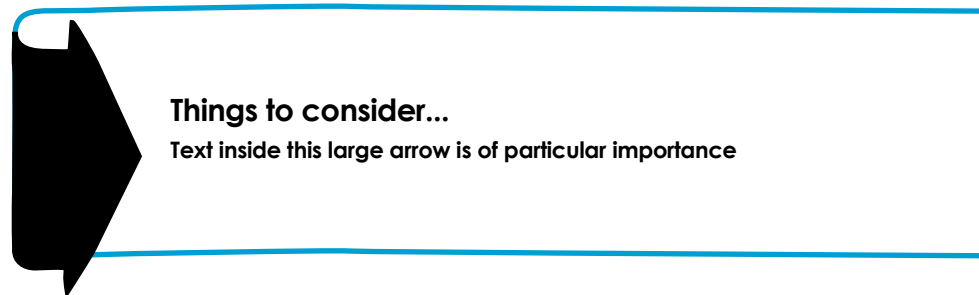 Things to consider...
Text inside this large arrow is of particular importance